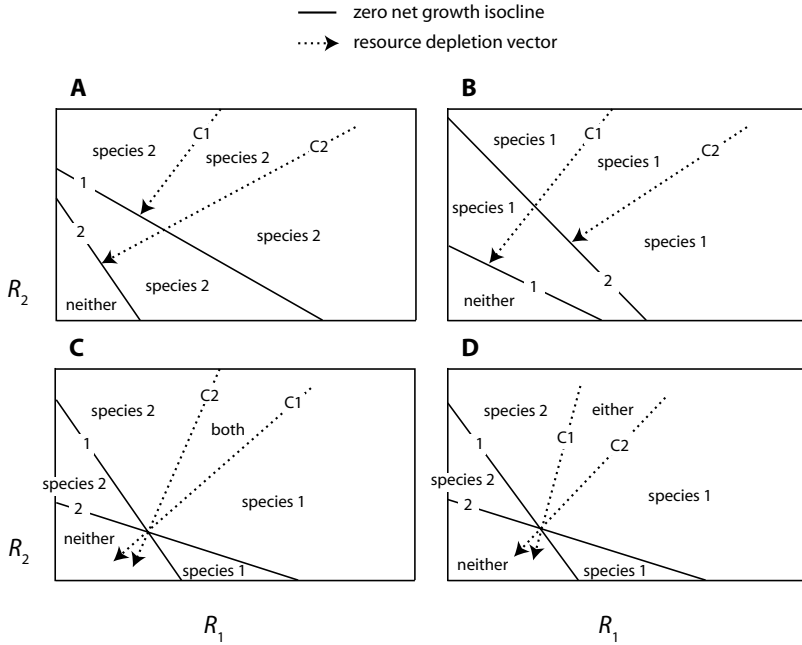 zero net growth isocline
resource depletion vector
A
B
C1
C1
species 2
species 2
C2
species 1
species 1
C2
1
species 1
2
species 2
species 1
neither
species 2
neither
1
2
R2
C
D
C2
C1
species 2
both
species 2
either
C1
C2
1
1
species 2
species 1
species 2
species 1
2
2
neither
neither
R2
species 1
species 1
R1
R1